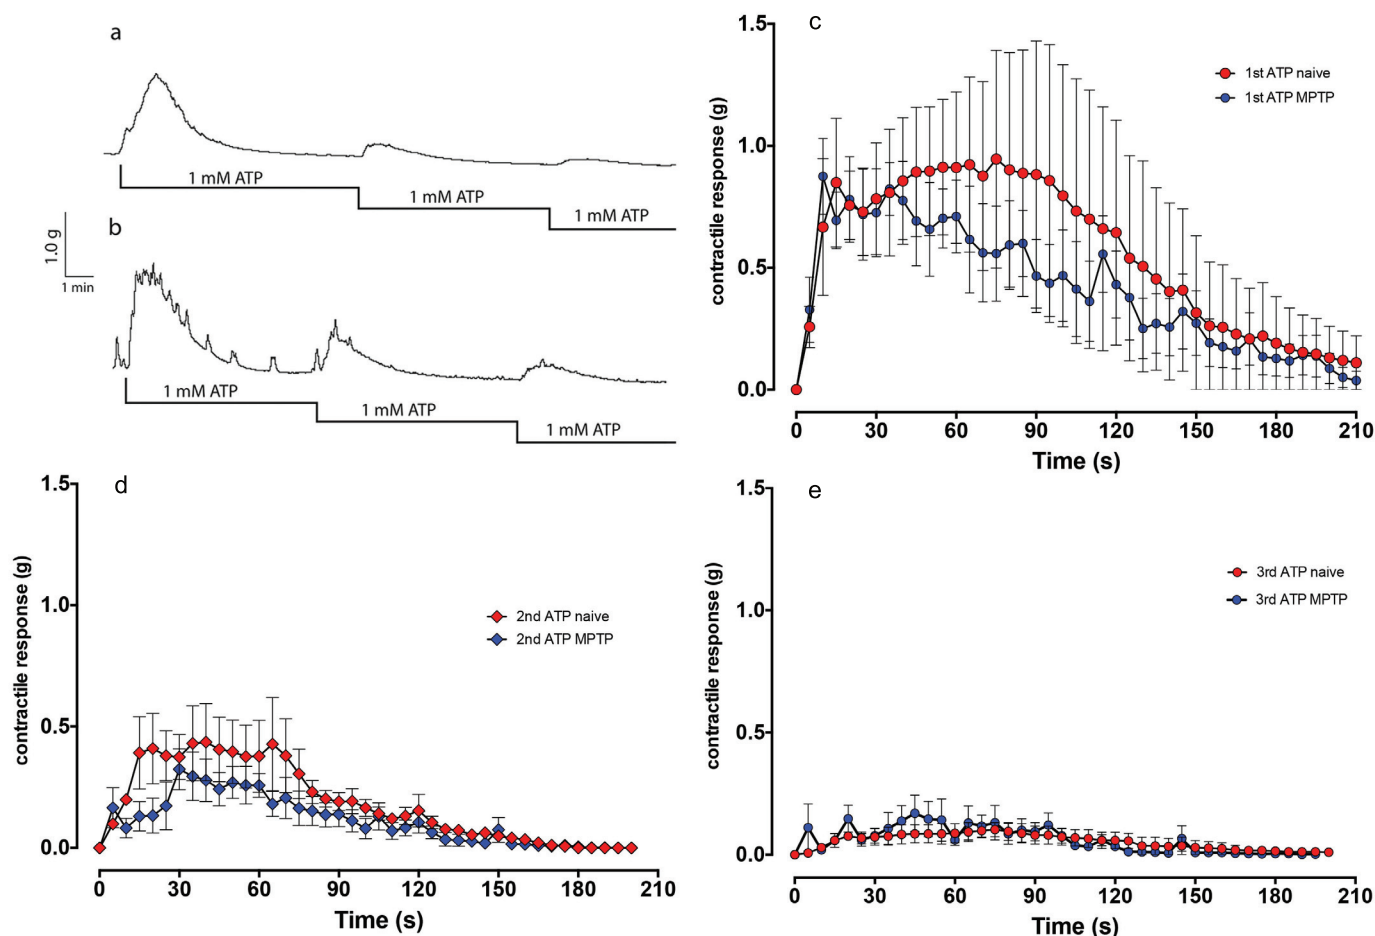 a
1 mM ATP
1 mM ATP
1 mM ATP
b
1.0 g
1 min
1 mM ATP
1 mM ATP
1 mM ATP
c
1.5
1.0
0.5
0.0
contractile response (g)
1st ATP naive
1st ATP MPTP
0 30 60 90 120 150 180 210
Time (s)
d
1.5
1.0
0.5
0.0
contractile response (g)
2nd ATP naive
2nd ATP MPTP
0 30 60 90 120 150 180 210
Time (s)
e
1.5
1.0
0.5
0.0
contractile response (g)
3rd ATP naive
3rd ATP MPTP
0 30 60 90 120 150 180 210
Time (s)